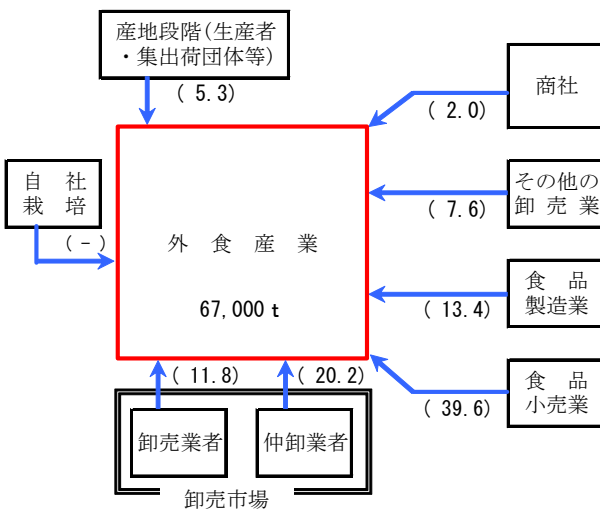 産地段階(生産者
・集出荷団体等)
( 5.3)
商社
( 2.0)
自　社
栽　培
( - )
その他の
卸 売 業
( 7.6)
外 食 産 業
67,000 t
食　品
製造業
( 13.4)
( 11.8)
( 20.2)
食　品
小売業
( 39.6)
卸売業者
仲卸業者
卸売市場